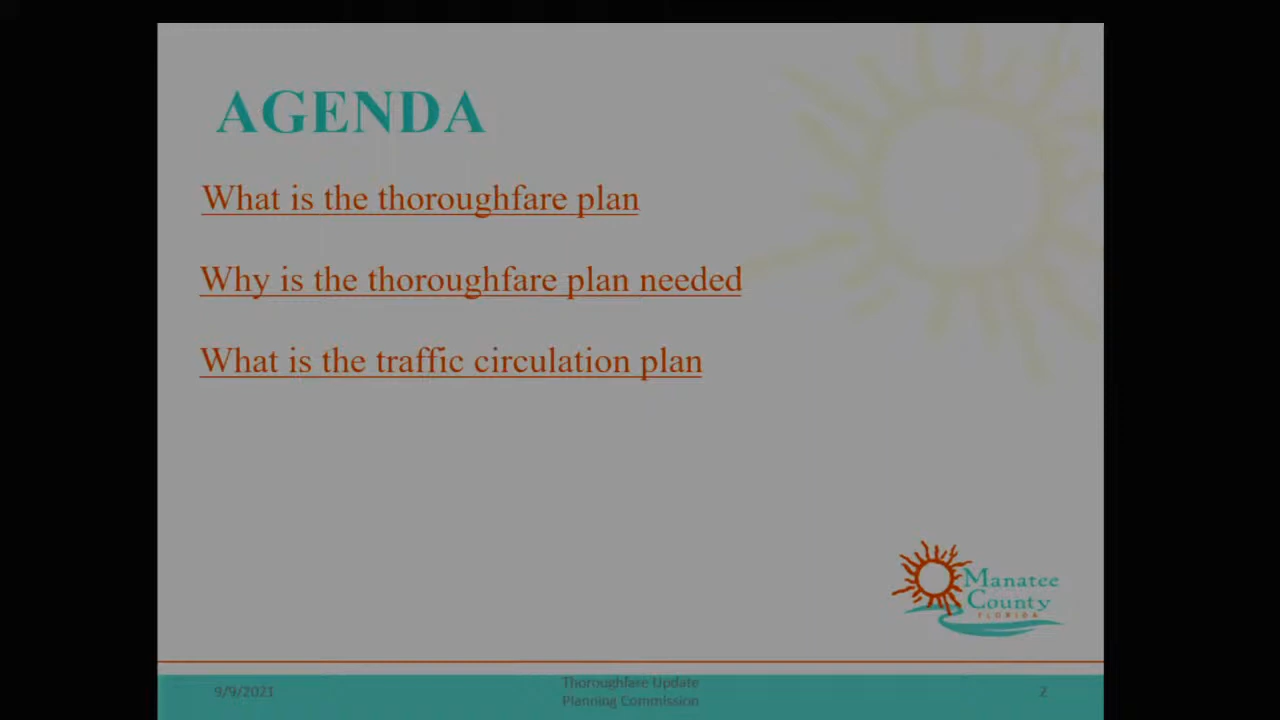 AGENDA
What is the thoroughfare plan
Why is the thoroughfare plan needed
What is the traffic circulation plan
Manatee
County
FLORIDA
9/9/2021
Thoroughfare Update
Planning Commission
2